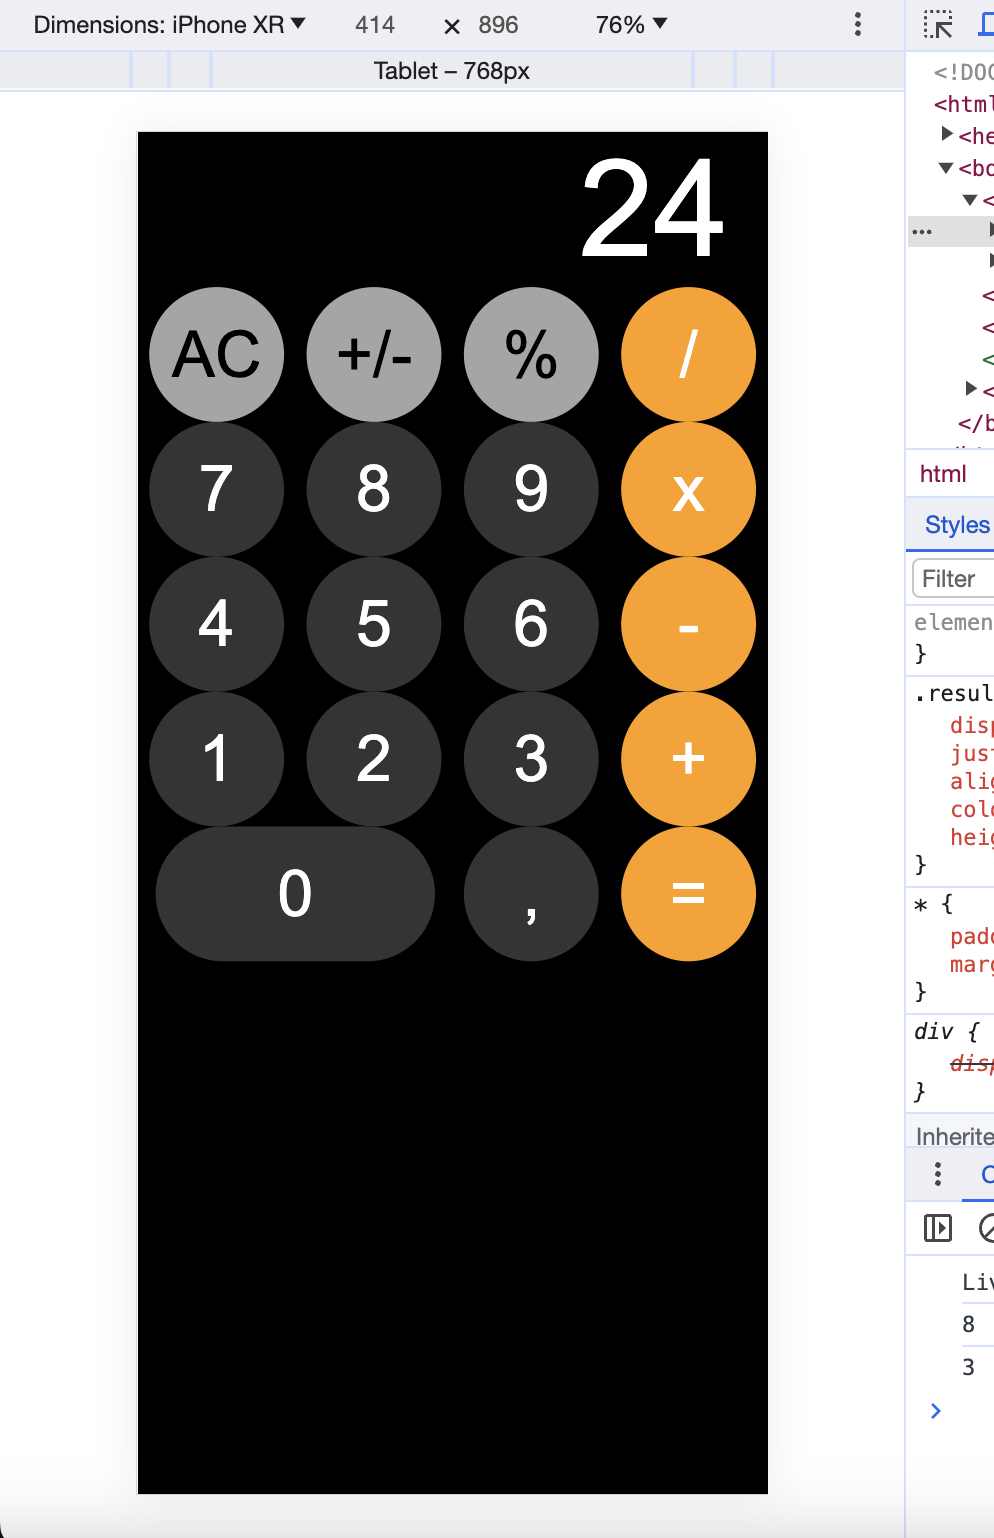 Dimensions: iPhone XR 414 × 896 76%
Tablet – 768px
24
AC +/- % /
7 8 9 x
4 5 6 -
1 2 3 +
0 , =
<!DOC
<html
<he
<bo
<
...
<
<
<
<
</b
html
Styles
Filter
elemen
}
.resul
disp
just
alig
colo
heig
}
* {
padd
marg
}
div {
disp
}
Inherite
Liv
8
3
>